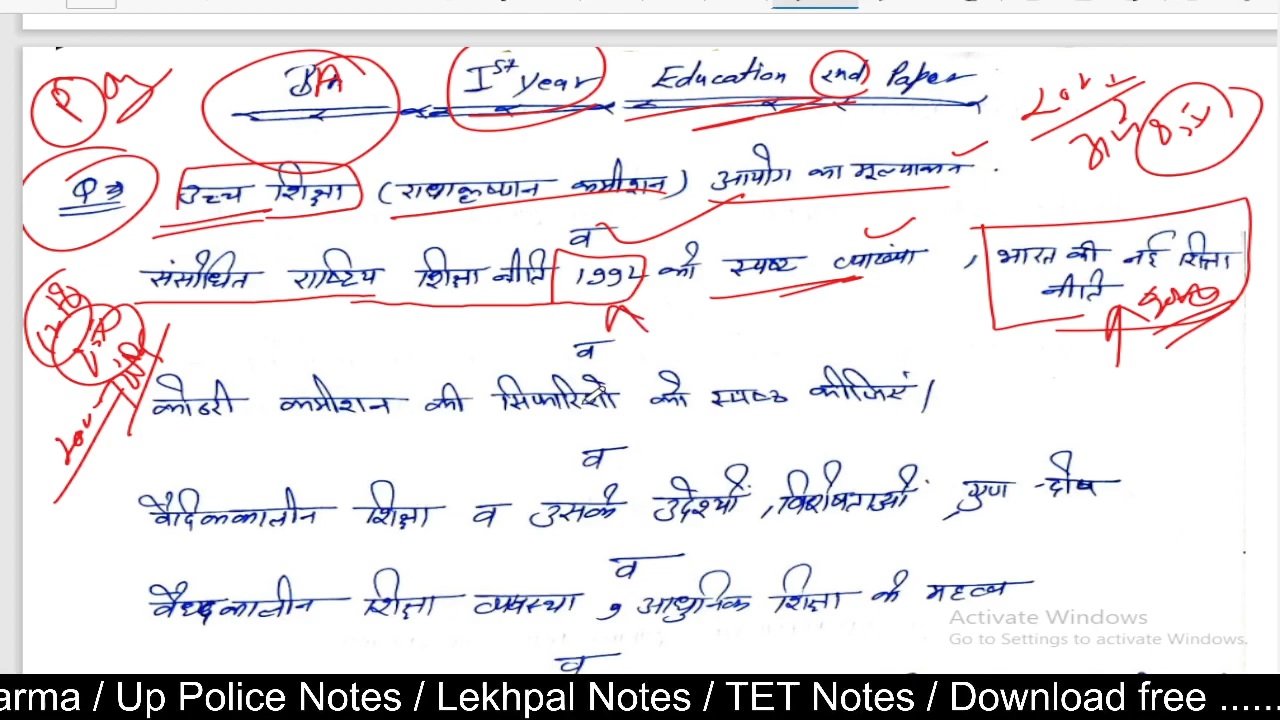 BA Ist year Education 2nd Paper
Q उच्च शिक्षा (राधाकृष्णन कमीशन) आयोग का मूल्याकन .
व
संसोधित राष्ट्रिय शिक्षा नीति 1992 को स्पष्ट व्याख्या , भारत की नई शिक्षा
नीति
व
कोठरी कमीशन की सिफारिशो को स्पष्ठ कीजिएं।
व
वैदिककालीन शिक्षा व उसके उदेश्यों , विशेषताओं गुण -दोष
व
बौध्दकालीन शिक्षा व्यवस्था , आधुनिक शिक्षा के महत्व
व
Activate Windows
Go to Settings to activate Windows.
arma / Up Police Notes / Lekhpal Notes / TET Notes / Download free ......